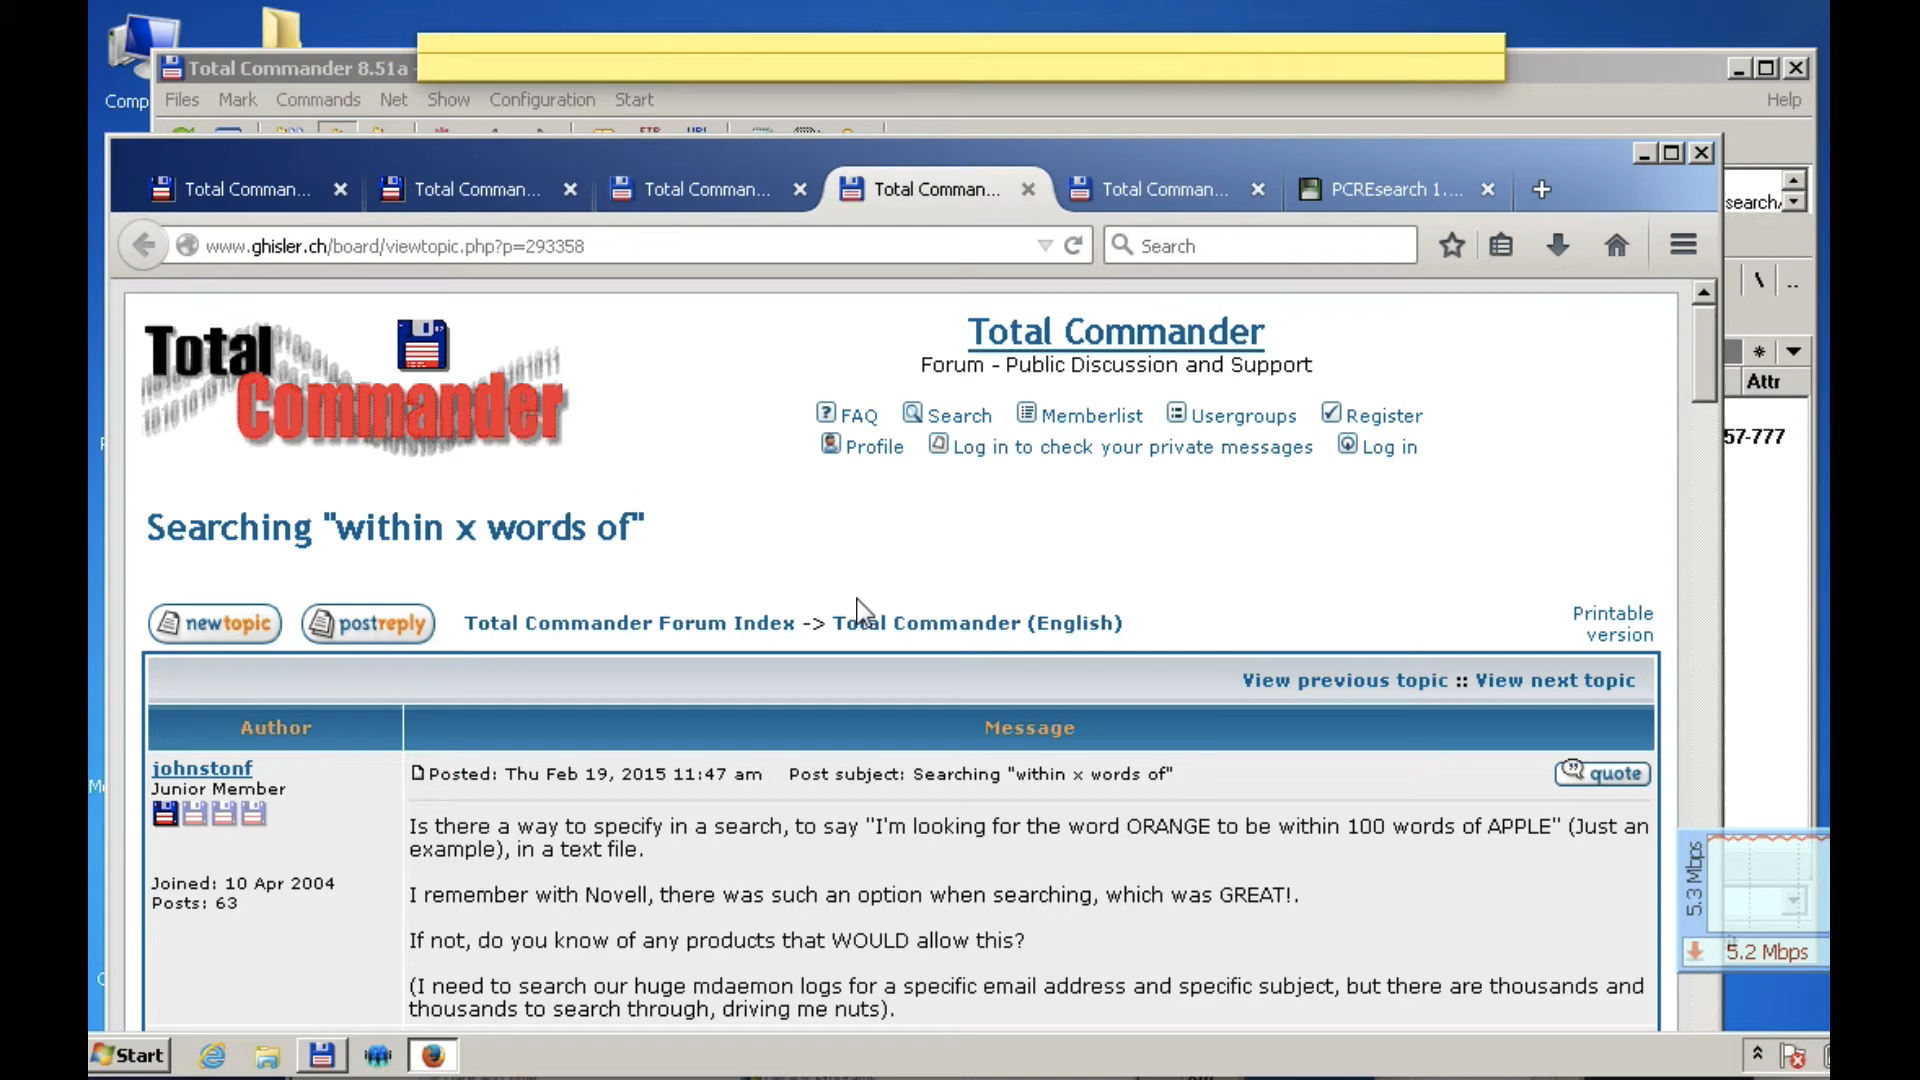 Comp
Total Commander 8.51a
Files Mark Commands Net Show Configuration Start Help
Total Comman... Total Comman... Total Comman... Total Comman... Total Comman... PCREsearch 1....
search
www.ghisler.ch/board/viewtopic.php?p=293358 Search
Total
Commander
Total Commander
Forum - Public Discussion and Support
Attr
FAQ Search Memberlist Usergroups Register
57-777
Profile Log in to check your private messages Log in
Searching "within x words of"
newtopic postreply Total Commander Forum Index -> Total Commander (English)
Printable
version
View previous topic :: View next topic
Author Message
johnstonf
Junior Member
Joined: 10 Apr 2004
Posts: 63
Posted: Thu Feb 19, 2015 11:47 am Post subject: Searching "within x words of" quote
Is there a way to specify in a search, to say "I'm looking for the word ORANGE to be within 100 words of APPLE" (Just an
example), in a text file.
I remember with Novell, there was such an option when searching, which was GREAT!.
If not, do you know of any products that WOULD allow this?
(I need to search our huge mdaemon logs for a specific email address and specific subject, but there are thousands and
thousands to search through, driving me nuts).
5.3 Mbps
5.2 Mbps
Start